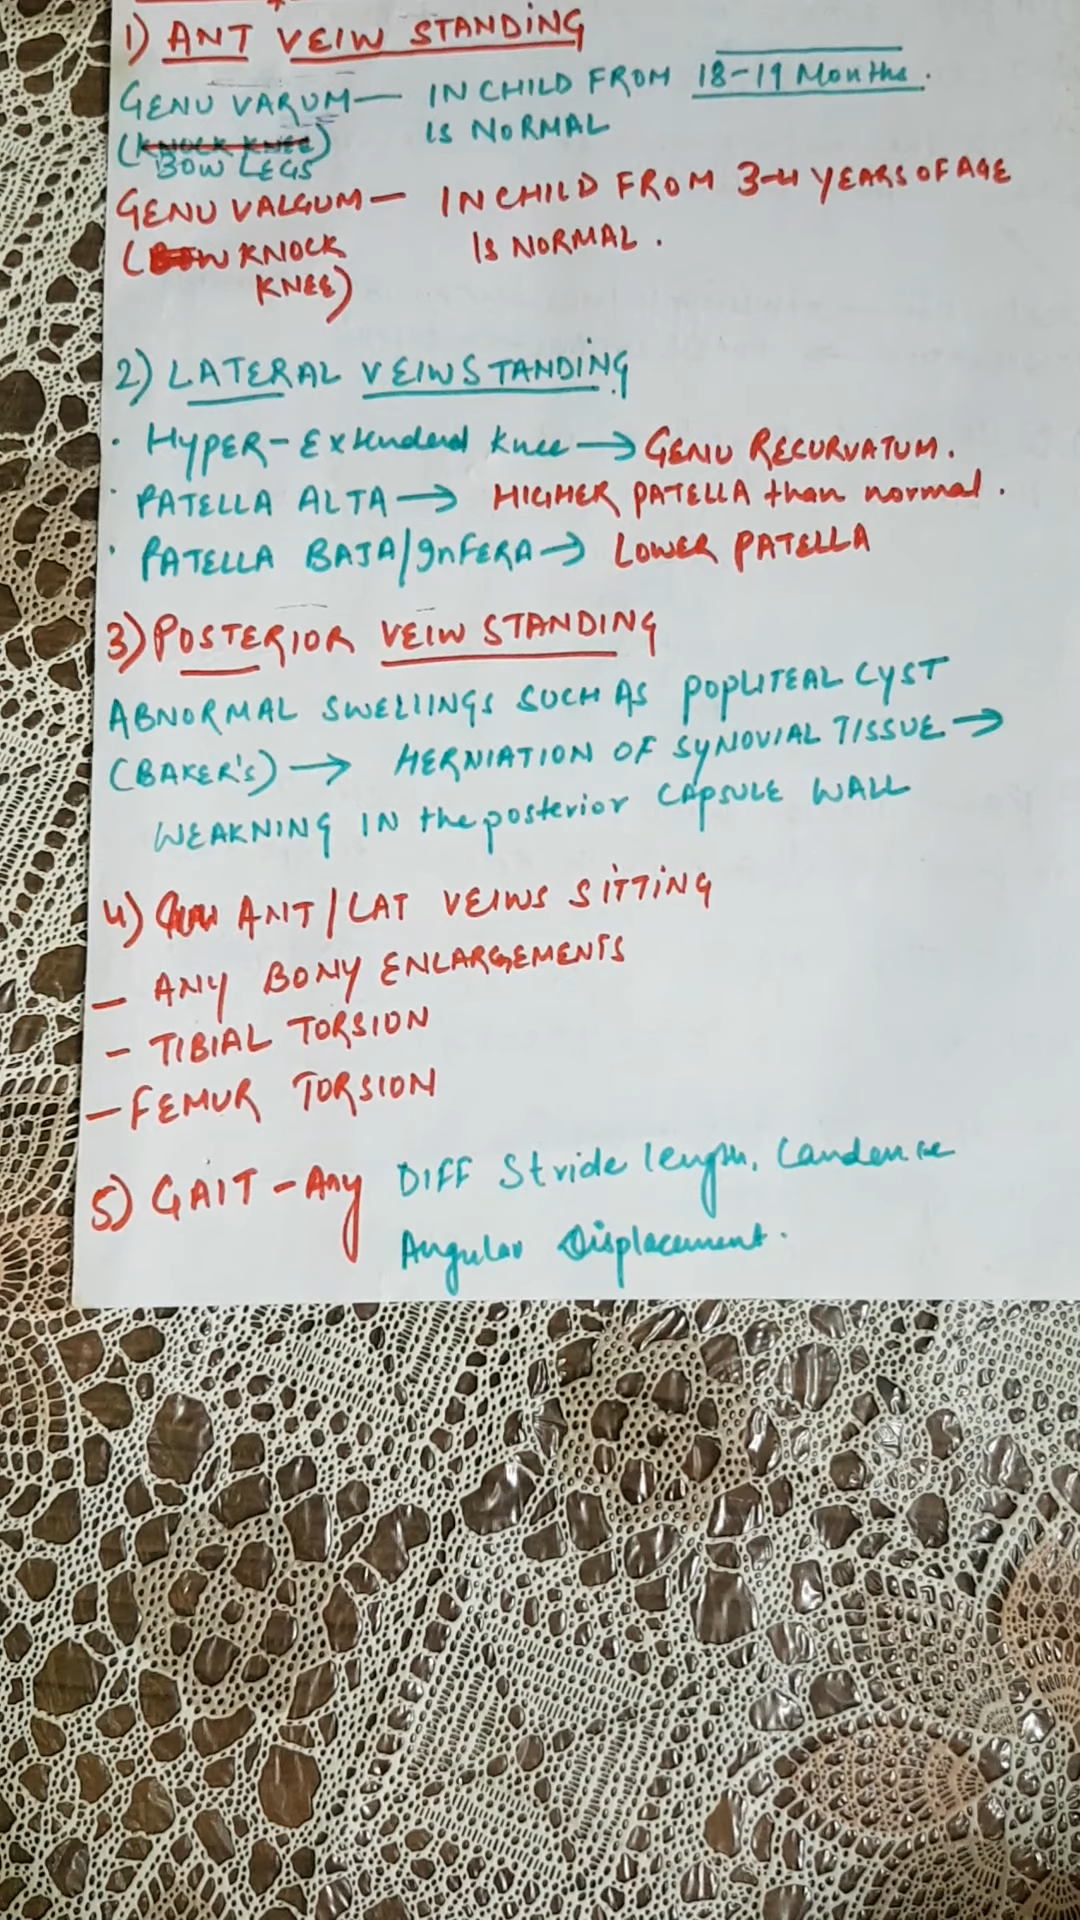 1) ANT VEIW STANDING
GENU VARUM — IN CHILD FROM 18-19 Months.
(KNOCK KNEE) IS NORMAL
BOW LEGS
GENU VALGUM — IN CHILD FROM 3-4 YEARS OF AGE
(BOW KNOCK IS NORMAL.
KNEE)
2) LATERAL VEIW STANDING
· HYPER-Extended Knee → GENU RECURVATUM.
· PATELLA ALTA → HIGHER PATELLA than normal.
· PATELLA BAJA/InFERA → LOWER PATELLA
3) POSTERIOR VEIW STANDING
ABNORMAL SWELLINGS SUCH AS POPLITEAL CYST
(BAKER'S) → HERNIATION OF SYNOVIAL TISSUE →
WEAKNING IN the posterior CAPSULE WALL
4) ANT/LAT VEIWS SITTING
- ANY BONY ENLARGEMENTS
- TIBIAL TORSION
- FEMUR TORSION
5) GAIT - Any DIFF Stride length,
Angular Displacement.